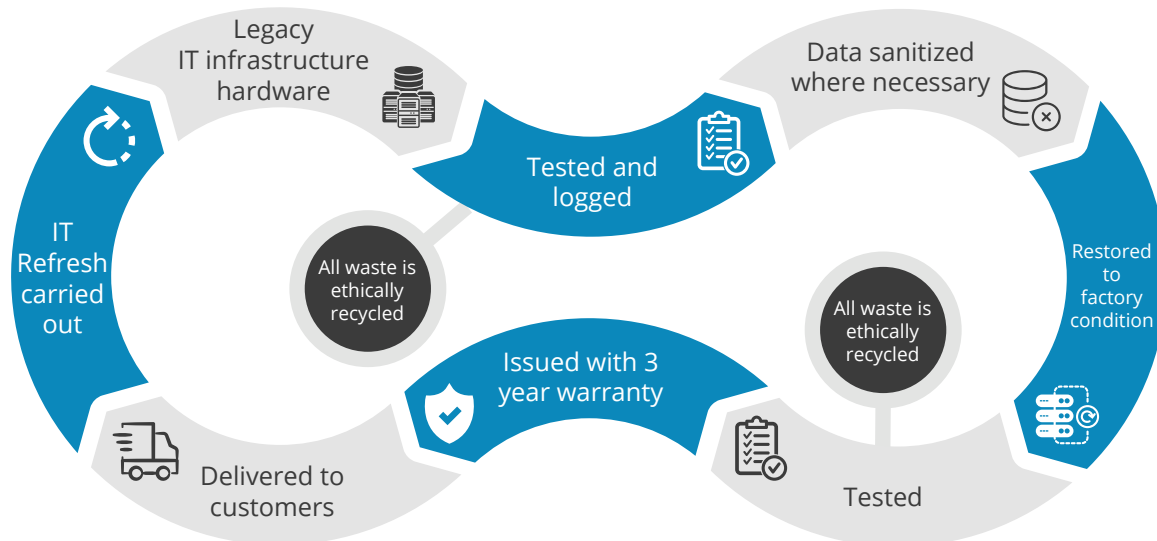 Legacy
IT infrastructure
hardware
Tested and
logged
Data sanitized
where necessary
Restored
to
factory
condition
Tested
All waste is
ethically
recycled
Issued with 3
year warranty
Delivered to
customers
IT
Refresh
carried
out
All waste is
ethically
recycled